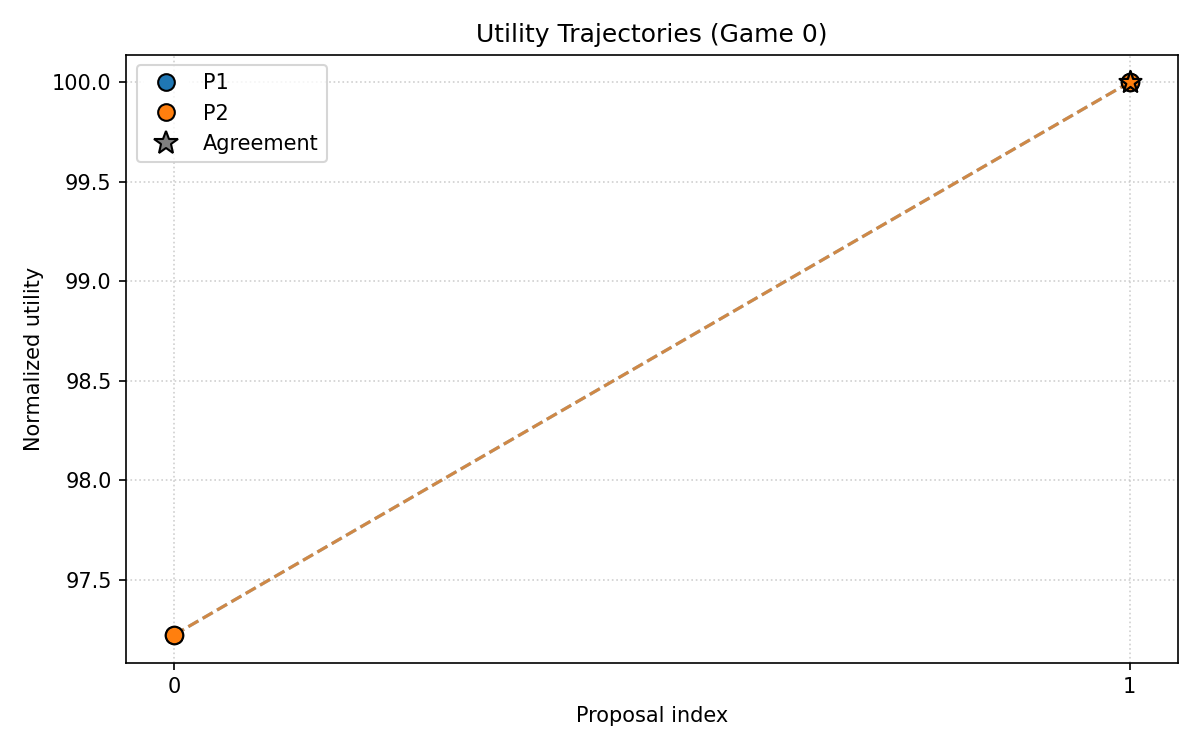 Utility Trajectories (Game 0)
P1
P2
Agreement
100.0
99.5
99.0
98.5
98.0
97.5
Normalized utility
0
1
Proposal index